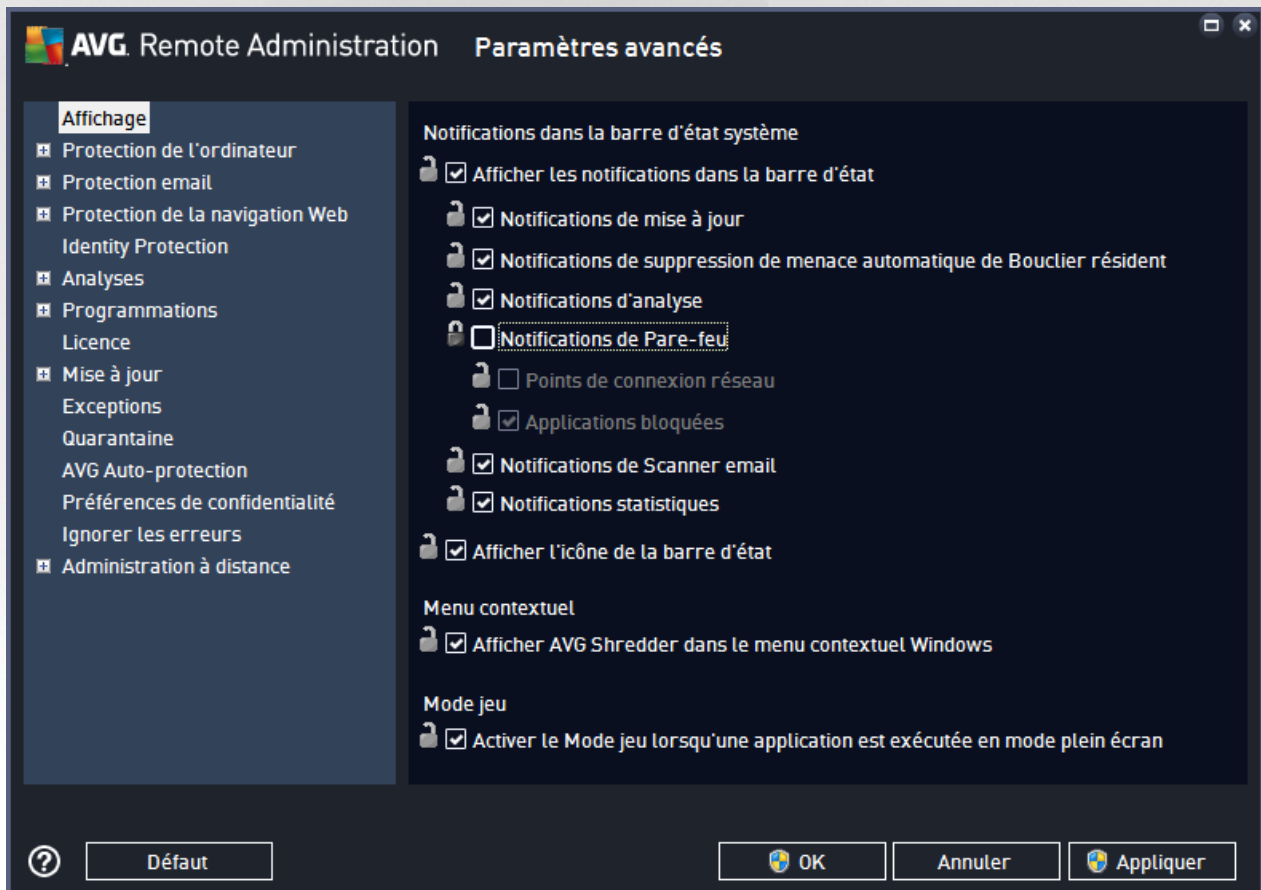 AVG. Remote Administration Paramètres avancés
Affichage
Protection de l'ordinateur
Protection email
Protection de la navigation Web
Identity Protection
Analyses
Programmations
Licence
Mise à jour
Exceptions
Quarantaine
AVG Auto-protection
Préférences de confidentialité
Ignorer les erreurs
Administration à distance
Notifications dans la barre d'état système
Afficher les notifications dans la barre d'état
Notifications de mise à jour
Notifications de suppression de menace automatique de Bouclier résident
Notifications d'analyse
Notifications de Pare-feu
Points de connexion réseau
Applications bloquées
Notifications de Scanner email
Notifications statistiques
Afficher l'icône de la barre d'état
Menu contextuel
Afficher AVG Shredder dans le menu contextuel Windows
Mode jeu
Activer le Mode jeu lorsqu'une application est exécutée en mode plein écran
? Défaut OK Annuler Appliquer